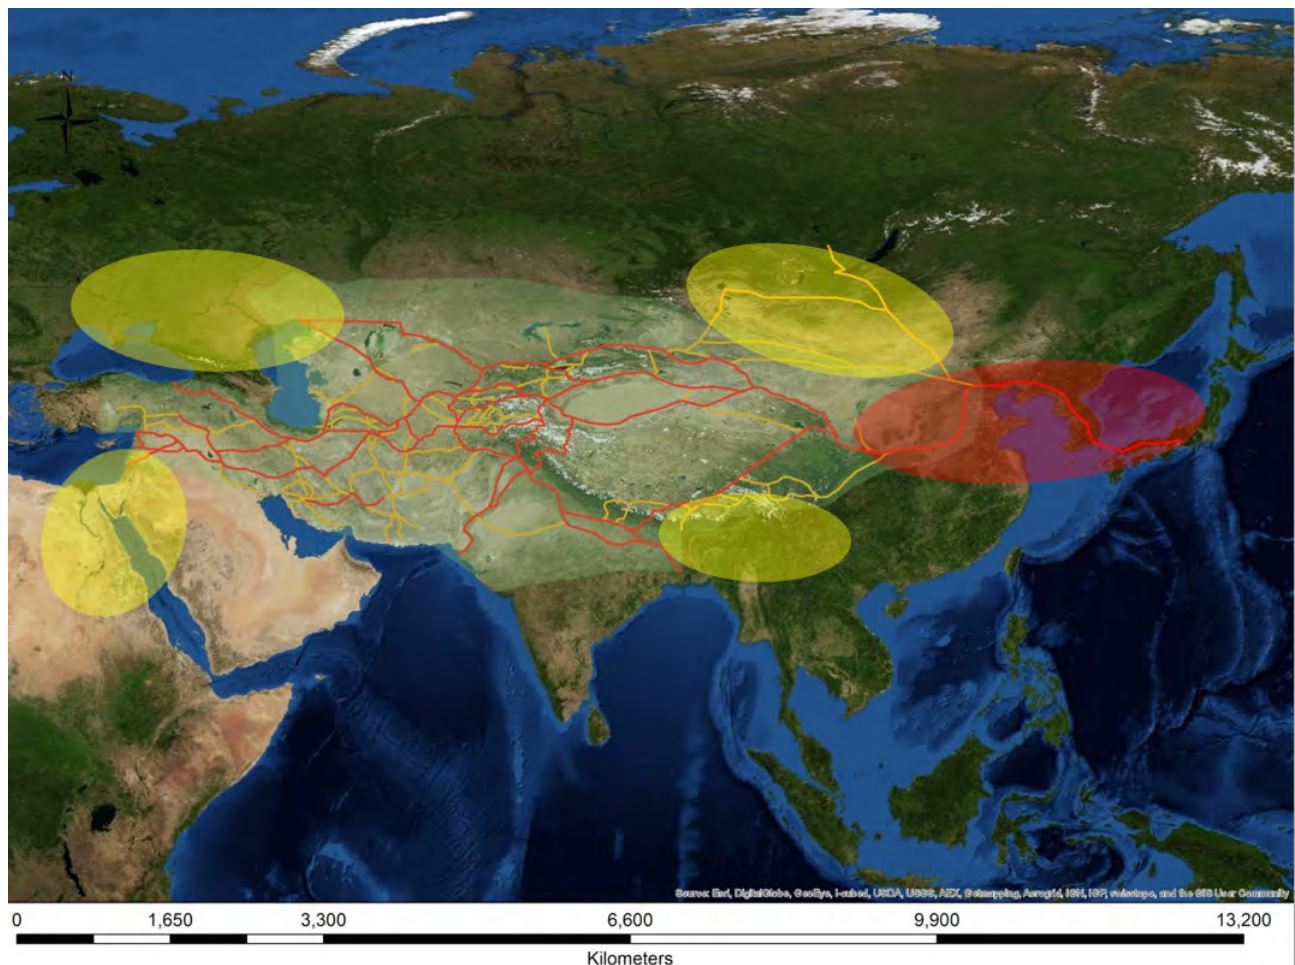 N
Source: Esri, DigitalGlobe, GeoEye, i-cubed, USDA, USGS, AEX, Getmapping, Aerogrid, IGN, IGP, swisstopo, and the GIS User Community
0 1,650 3,300 6,600 9,900 13,200
Kilometers